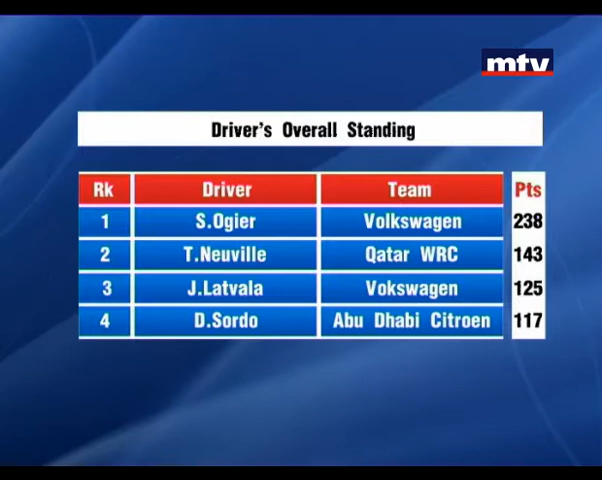 mtv
Driver's Overall Standing
Rk Driver Team Pts
1 S.Ogier Volkswagen 238
2 T.Neuville Qatar WRC 143
3 J.Latvala Vokswagen 125
4 D.Sordo Abu Dhabi Citroen 117